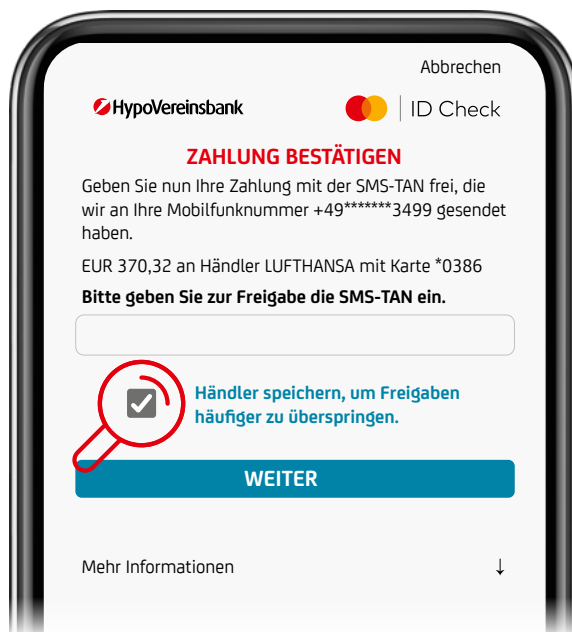 Abbrechen
HypoVereinsbank
ID Check
ZAHLUNG BESTÄTIGEN
Geben Sie nun Ihre Zahlung mit der SMS-TAN frei, die
wir an Ihre Mobilfunknummer +49*******3499 gesendet
haben.
EUR 370,32 an Händler LUFTHANSA mit Karte *0386
Bitte geben Sie zur Freigabe die SMS-TAN ein.
Händler speichern, um Freigaben
häufiger zu überspringen.
WEITER
Mehr Informationen ↓